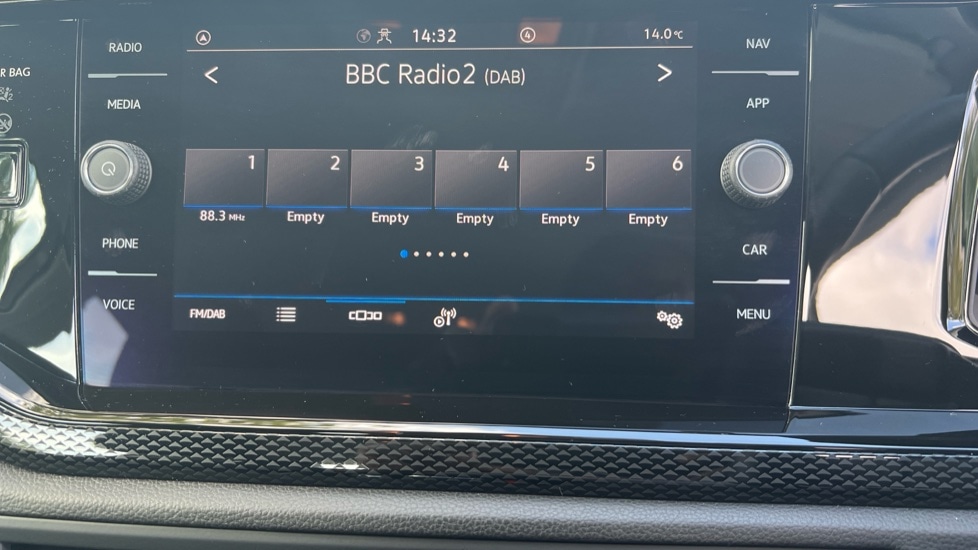 14:32
4
14.0°C
RADIO
BBC Radio2 (DAB)
NAV
R BAG
MEDIA
APP
1 2 3 4 5 6
88.3 MHz Empty Empty Empty Empty Empty
PHONE
CAR
VOICE
FM/DAB
MENU